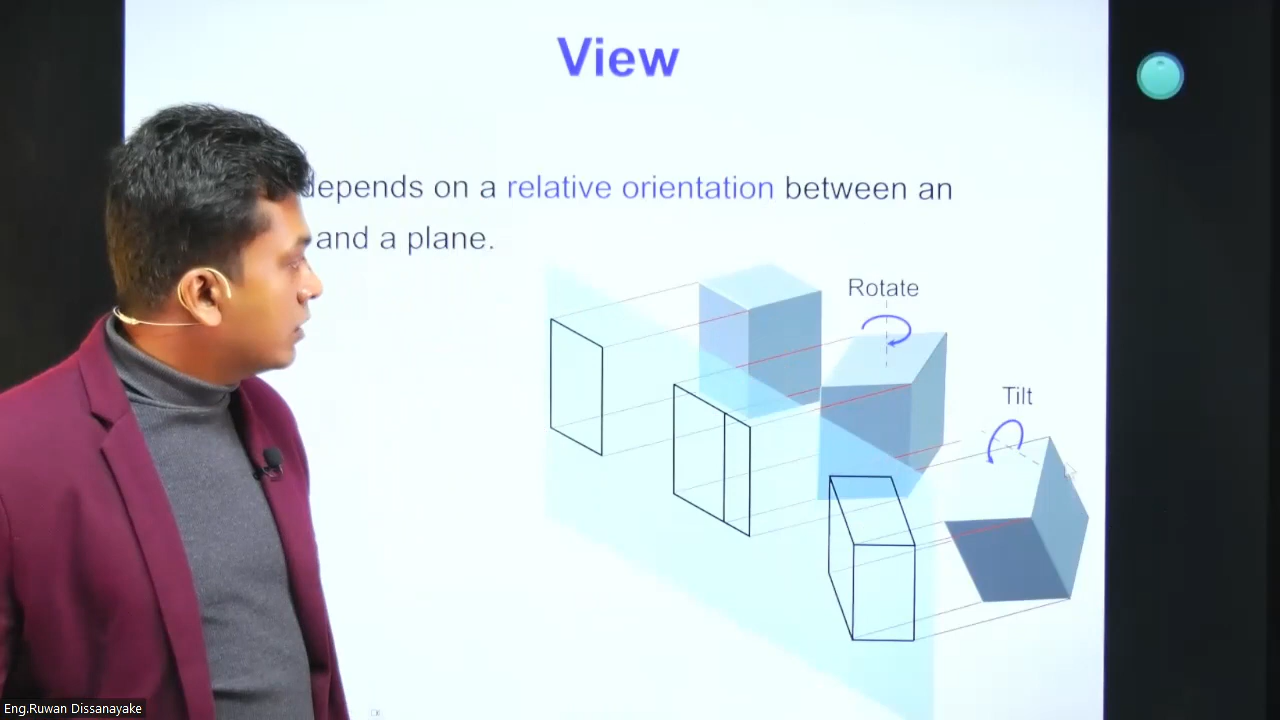 View
depends on a relative orientation between an
and a plane.
Rotate
Tilt
Eng.Ruwan Dissanayake